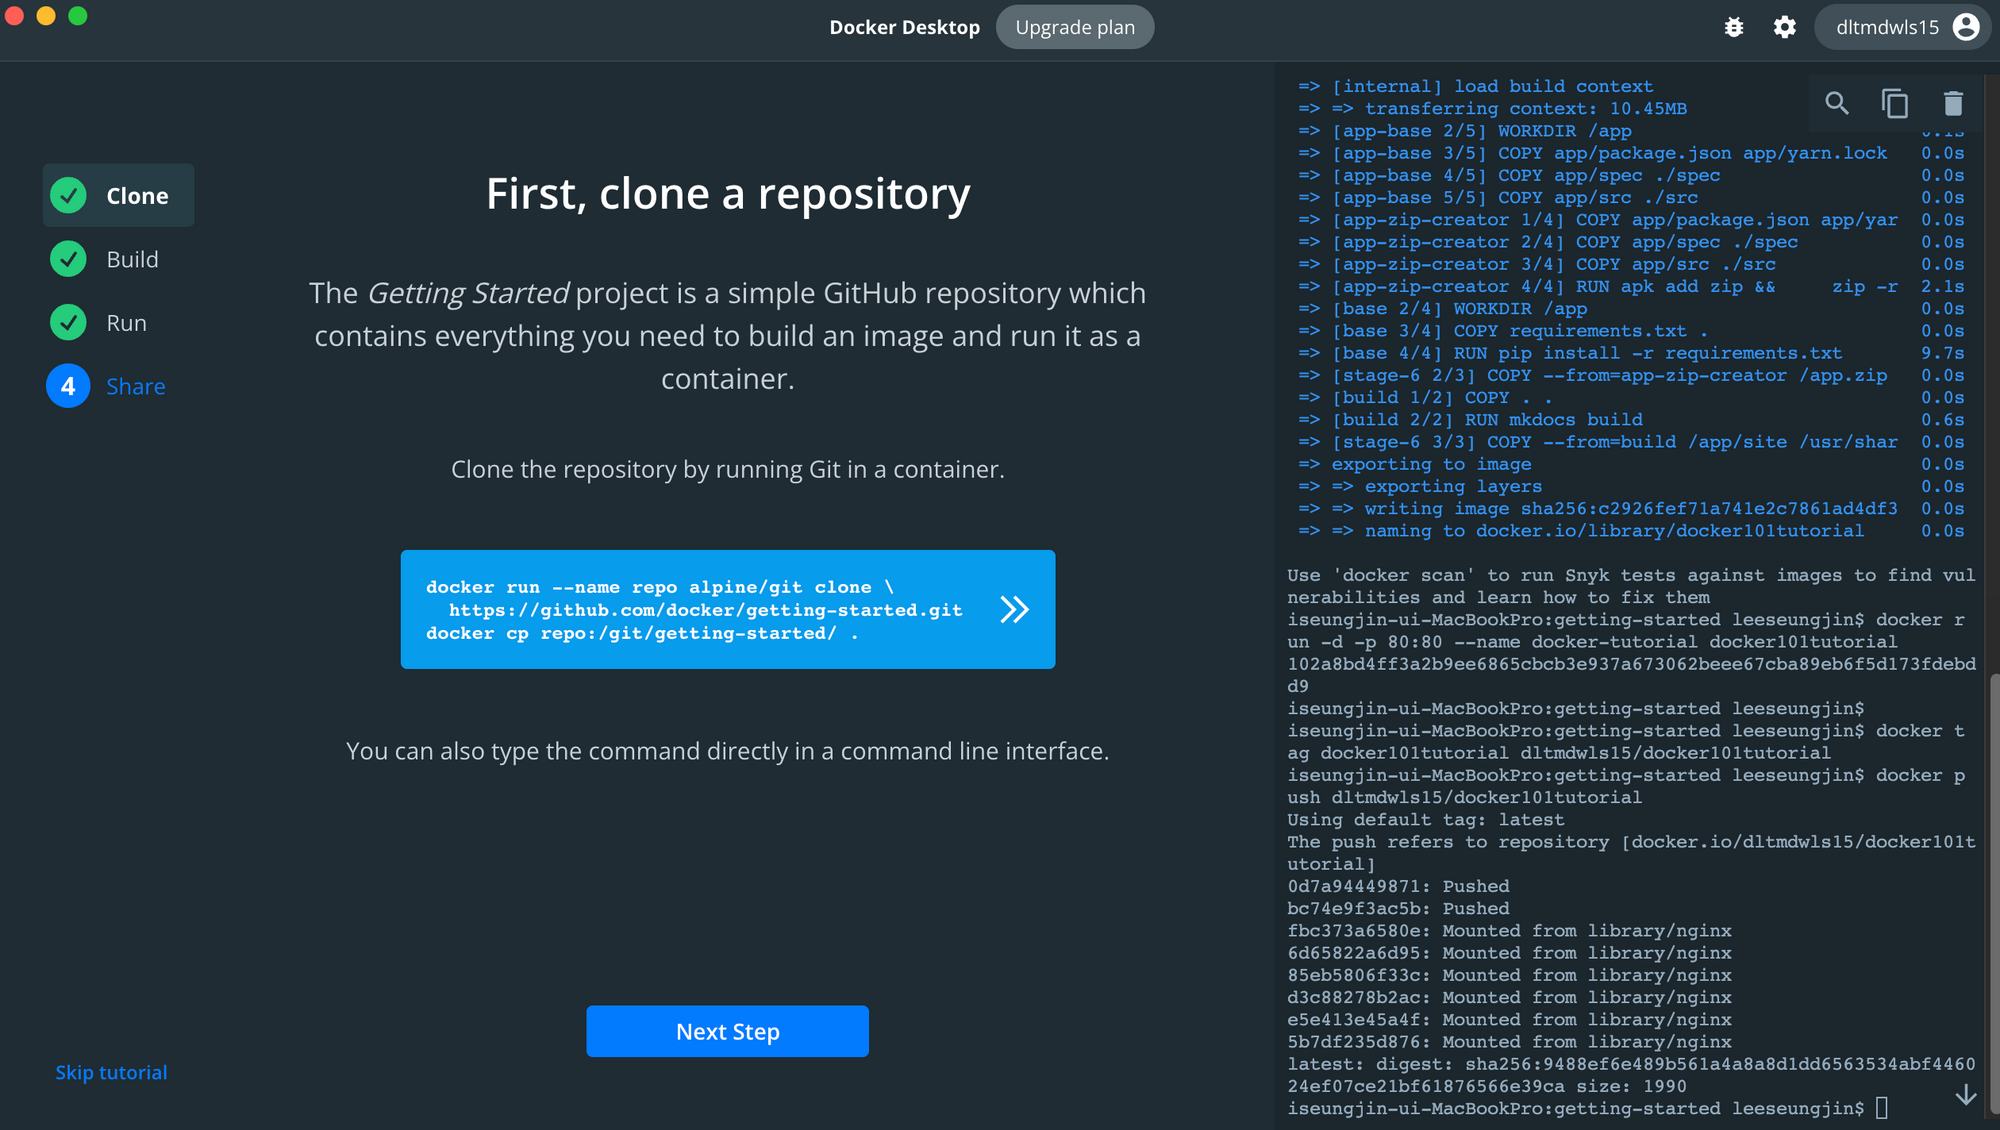 Docker Desktop
Upgrade plan
dltmdwls15
Clone
Build
Run
4 Share
Skip tutorial
First, clone a repository
The Getting Started project is a simple GitHub repository which
contains everything you need to build an image and run it as a
container.
Clone the repository by running Git in a container.
docker run --name repo alpine/git clone \
https://github.com/docker/getting-started.git
docker cp repo:/git/getting-started/ .
You can also type the command directly in a command line interface.
Next Step
=> [internal] load build context
=> => transferring context: 10.45MB
=> [app-base 2/5] WORKDIR /app
=> [app-base 3/5] COPY app/package.json app/yarn.lock 0.0s
=> [app-base 4/5] COPY app/spec ./spec 0.0s
=> [app-base 5/5] COPY app/src ./src 0.0s
=> [app-zip-creator 1/4] COPY app/package.json app/yar 0.0s
=> [app-zip-creator 2/4] COPY app/spec ./spec 0.0s
=> [app-zip-creator 3/4] COPY app/src ./src 0.0s
=> [app-zip-creator 4/4] RUN apk add zip && zip -r 2.1s
=> [base 2/4] WORKDIR /app 0.0s
=> [base 3/4] COPY requirements.txt . 0.0s
=> [base 4/4] RUN pip install -r requirements.txt 9.7s
=> [stage-6 2/3] COPY --from=app-zip-creator /app.zip 0.0s
=> [build 1/2] COPY . . 0.0s
=> [build 2/2] RUN mkdocs build 0.6s
=> [stage-6 3/3] COPY --from=build /app/site /usr/shar 0.0s
=> exporting to image 0.0s
=> => exporting layers 0.0s
=> => writing image sha256:c2926fef71a741e2c7861ad4df3 0.0s
=> => naming to docker.io/library/docker101tutorial 0.0s
Use 'docker scan' to run Snyk tests against images to find vul
nerabilities and learn how to fix them
iseungjin-ui-MacBookPro:getting-started leeseungjin$ docker r
un -d -p 80:80 --name docker-tutorial docker101tutorial
102a8bd4ff3a2b9ee6865cbcb3e937a673062beee67cba89eb6f5d173fdebd
d9
iseungjin-ui-MacBookPro:getting-started leeseungjin$
iseungjin-ui-MacBookPro:getting-started leeseungjin$ docker t
ag docker101tutorial dltmdwls15/docker101tutorial
iseungjin-ui-MacBookPro:getting-started leeseungjin$ docker p
ush dltmdwls15/docker101tutorial
Using default tag: latest
The push refers to repository [docker.io/dltmdwls15/docker101t
utorial]
0d7a94449871: Pushed
bc74e9f3ac5b: Pushed
fbc373a6580e: Mounted from library/nginx
6d65822a6d95: Mounted from library/nginx
85eb5806f33c: Mounted from library/nginx
d3c88278b2ac: Mounted from library/nginx
e5e413e45a4f: Mounted from library/nginx
5b7df235d876: Mounted from library/nginx
latest: digest: sha256:9488ef6e489b561a4a8a8d1dd6563534abf4460
24ef07ce21bf61876566e39ca size: 1990
iseungjin-ui-MacBookPro:getting-started leeseungjin$